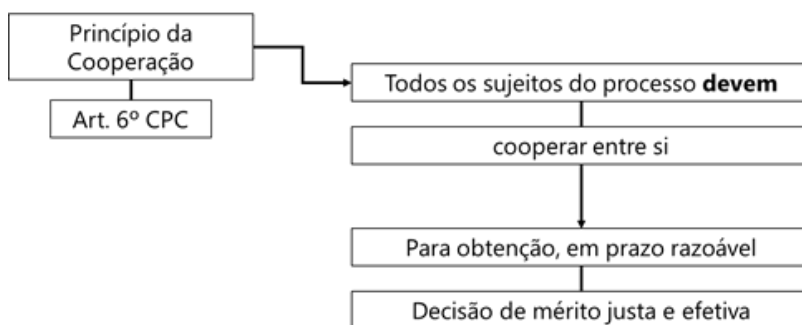 Princípio da
Cooperação
Art. 6º CPC
Todos os sujeitos do processo devem
cooperar entre si
Para obtenção, em prazo razoável
Decisão de mérito justa e efetiva